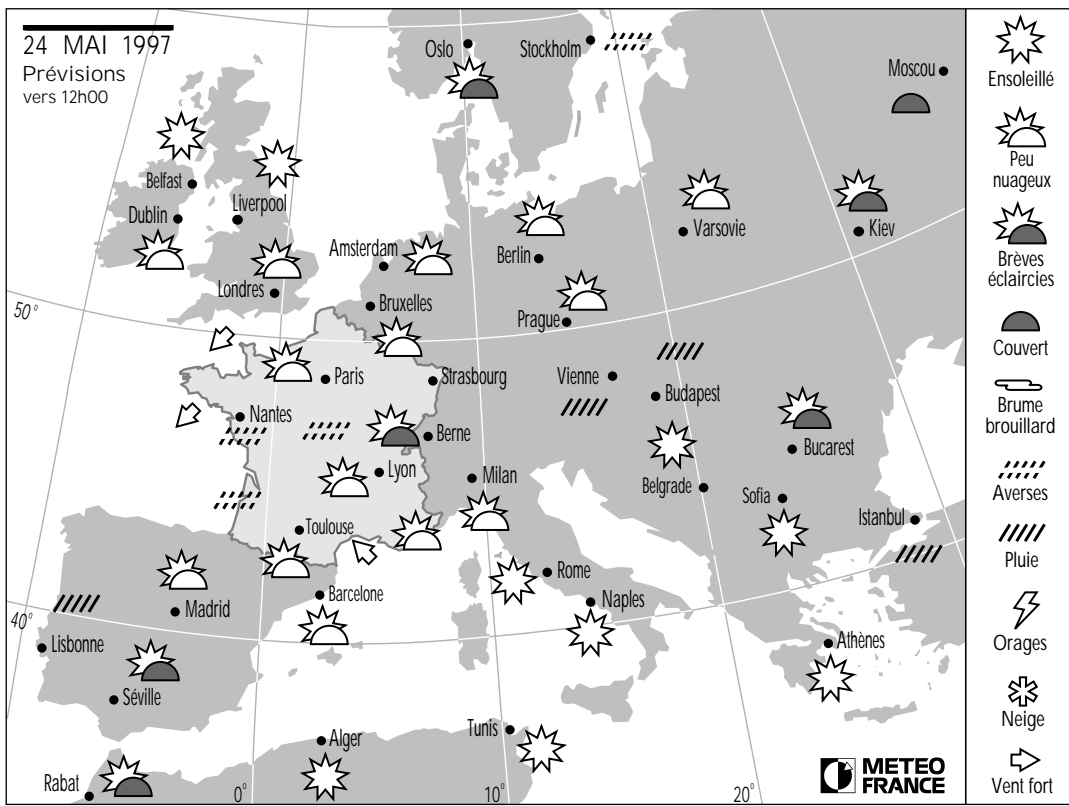 24 MAI 1997
Prévisions
vers 12h00
Oslo
Stockholm
Moscou
Belfast
Dublin
Liverpool
Amsterdam
Berlin
Varsovie
Kiev
Londres
Bruxelles
50°
Prague
Paris
Strasbourg
Vienne
Budapest
Nantes
Berne
Bucarest
Lyon
Milan
Belgrade
Sofia
Istanbul
Toulouse
Rome
Barcelone
Naples
Madrid
40°
Lisbonne
Athènes
Séville
Alger
Tunis
Rabat
0°
10°
20°
METEO
FRANCE
Ensoleillé
Peu
nuageux
Brèves
éclaircies
Couvert
Brume
brouillard
Averses
Pluie
Orages
Neige
Vent fort